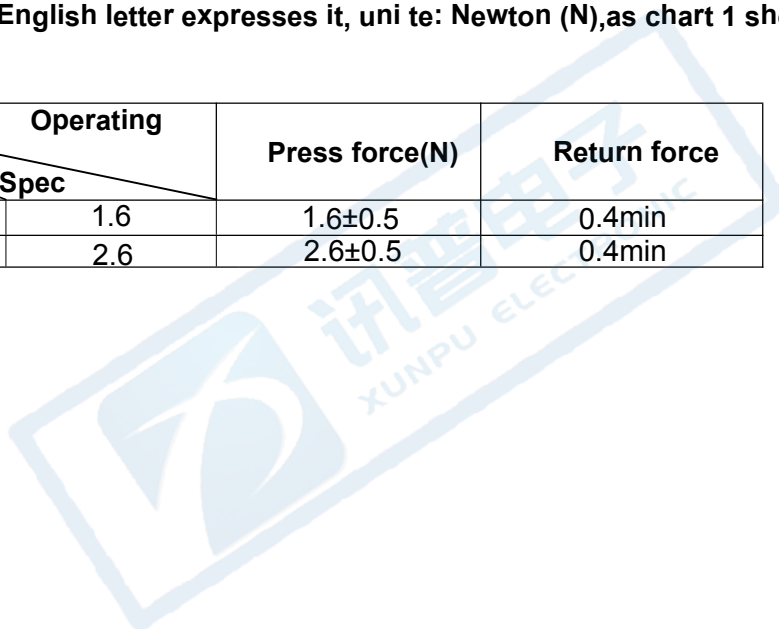 English letter expresses it, uni te: Newton (N),as chart 1 sh
Operating
Spec
Press force(N)
Return force
1.6
1.6±0.5
0.4min
2.6
2.6±0.5
0.4min
讯普电子
XUNPU ELECTRONIC